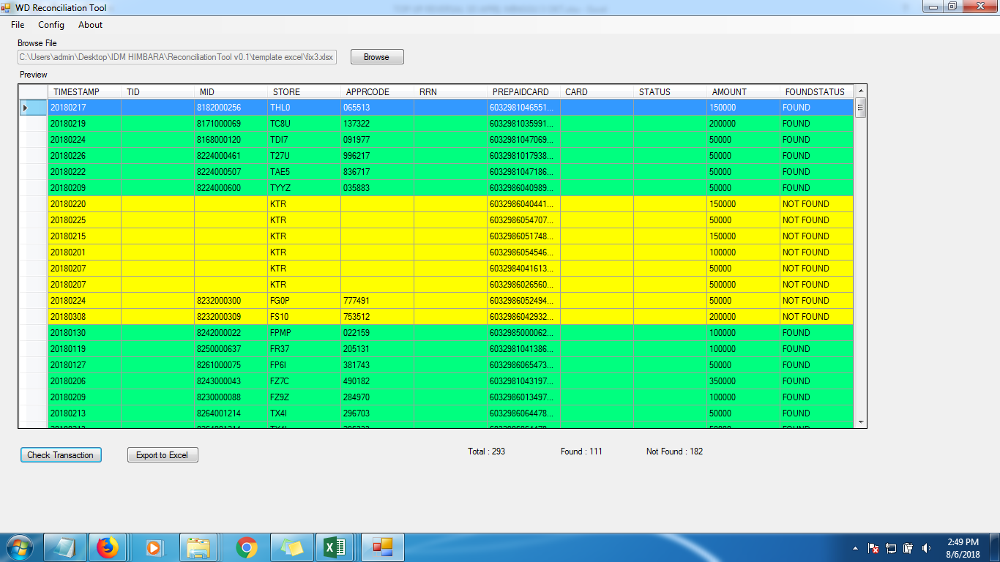 WD Reconciliation Tool
File Config About
Browse File
C:\Users\admin\Desktop\IDM HIMBARA\ReconciliationTool v0.1\template excel\fix3.xlsx Browse
Preview
TIMESTAMP TID MID STORE APPRCODE RRN PREPAIDCARD CARD STATUS AMOUNT FOUNDSTATUS
20180217 8182000256 THL0 065513 6032981046551... 150000 FOUND
20180219 8171000069 TC8U 137322 6032981035991... 200000 FOUND
20180224 8168000120 TDI7 091977 6032981047069... 50000 FOUND
20180226 8224000461 T27U 996217 6032981017938... 50000 FOUND
20180222 8224000507 TAE5 836717 6032981047186... 50000 FOUND
20180209 8224000600 TYYZ 035883 6032986040989... 50000 FOUND
20180220 KTR 6032986040441... 150000 NOT FOUND
20180225 KTR 6032986054707... 50000 NOT FOUND
20180215 KTR 6032986051748... 150000 NOT FOUND
20180201 KTR 6032986054546... 100000 NOT FOUND
20180207 KTR 6032984041613... 50000 NOT FOUND
20180207 KTR 6032986026560... 500000 NOT FOUND
20180224 8232000300 FG0P 777491 6032986052494... 50000 NOT FOUND
20180308 8232000309 FS10 753512 6032986042932... 200000 NOT FOUND
20180130 8242000022 FPMP 022159 6032985000062... 100000 FOUND
20180119 8250000637 FR37 205131 6032981041386... 100000 FOUND
20180127 8261000075 FP6I 381743 6032986065473... 50000 FOUND
20180206 8243000043 FZ7C 490182 6032981043197... 350000 FOUND
20180209 8230000088 FZ9Z 284970 6032986013497... 100000 FOUND
20180213 8264001214 TX4I 296703 6032986064478... 50000 FOUND
Check Transaction Export to Excel Total : 293 Found : 111 Not Found : 182
2:49 PM
8/6/2018